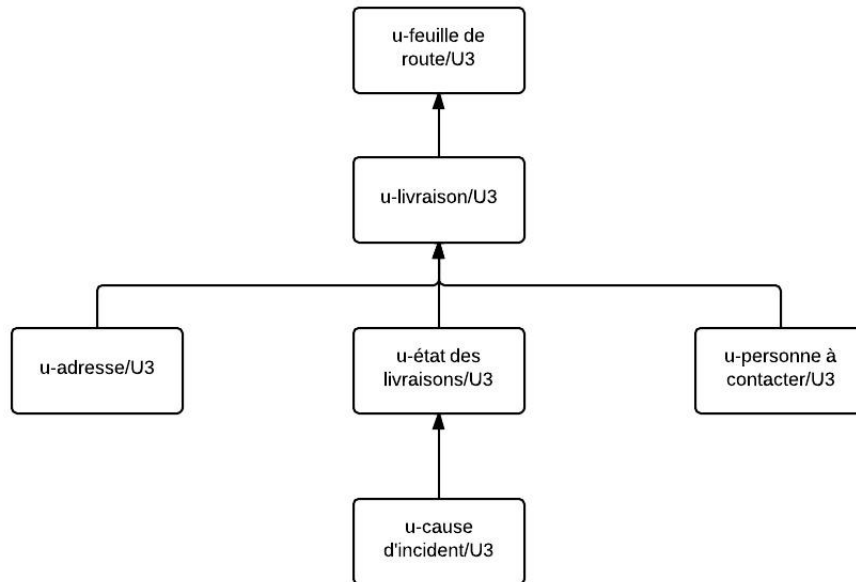 u-feuille de
route/U3
u-livraison/U3
u-adresse/U3
u-état des
livraisons/U3
u-personne à
contacter/U3
u-cause
d'incident/U3